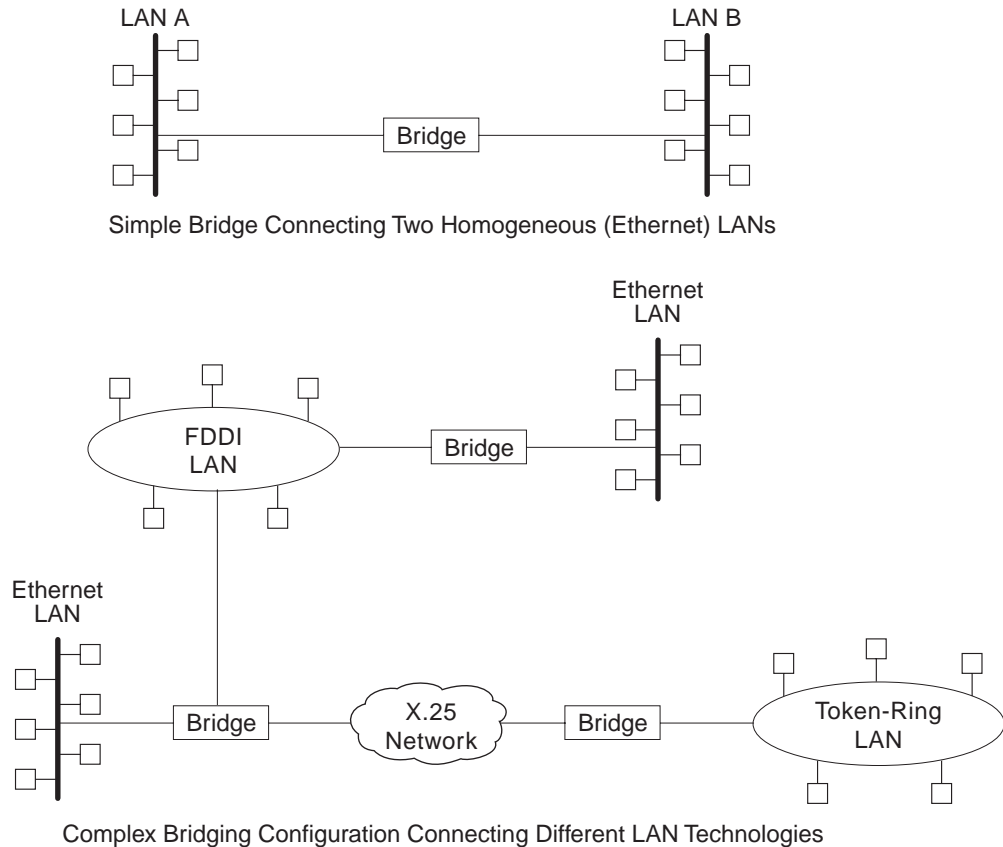 LAN A
LAN B
Bridge
Simple Bridge Connecting Two Homogeneous (Ethernet) LANs
Ethernet
LAN
FDDI
LAN
Bridge
Ethernet
LAN
Bridge
X.25
Network
Bridge
Token-Ring
LAN
Complex Bridging Configuration Connecting Different LAN Technologies